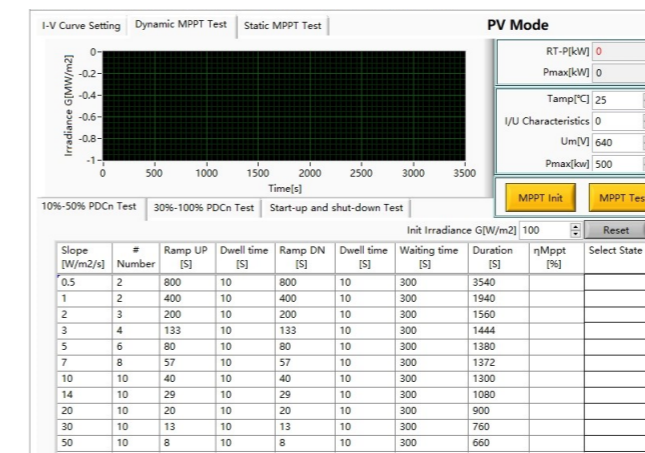 I-V Curve Setting Dynamic MPPT Test Static MPPT Test PV Mode
RT-P[kW] 0
Pmax[kW] 0
Tamp[℃] 25
I/U Characteristics 0
Um[V] 640
Pmax[kw] 500
MPPT Init MPPT Tes
Irradiance G[MW/m2]
0
-0.2
-0.4
-0.6
-0.8
-1
0 500 1000 1500 2000 2500 3000 3500
Time[s]
10%-50% PDCn Test 30%-100% PDCn Test Start-up and shut-down Test
Init Irradiance G[W/m2] 100 Reset
Slope # Ramp UP Dwell time Ramp DN Dwell time Waiting time Duration ηMppt Select State
[W/m2/s] Number [S] [S] [S] [S] [S] [S] [%]
0.5 2 800 10 800 10 300 3540
1 2 400 10 400 10 300 1940
2 3 200 10 200 10 300 1560
3 4 133 10 133 10 300 1444
5 6 80 10 80 10 300 1380
7 8 57 10 57 10 300 1372
10 10 40 10 40 10 300 1300
14 10 29 10 29 10 300 1080
20 10 20 10 20 10 300 900
30 10 13 10 13 10 300 760
50 10 8 10 8 10 300 660